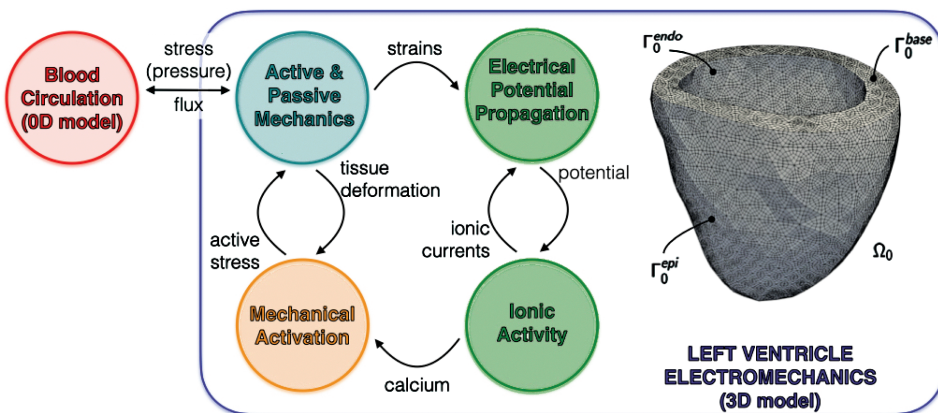 Blood
Circulation
(0D model)
stress
(pressure)
flux
Active &
Passive
Mechanics
strains
Electrical
Potential
Propagation
tissue
deformation
potential
active
stress
ionic
currents
Mechanical
Activation
calcium
Ionic
Activity
Γ₀ᵉⁿᵈᵒ
Γ₀ᵇᵃˢᵉ
Γ₀ᵉᵖⁱ
Ω₀
LEFT VENTRICLE
ELECTROMECHANICS
(3D model)